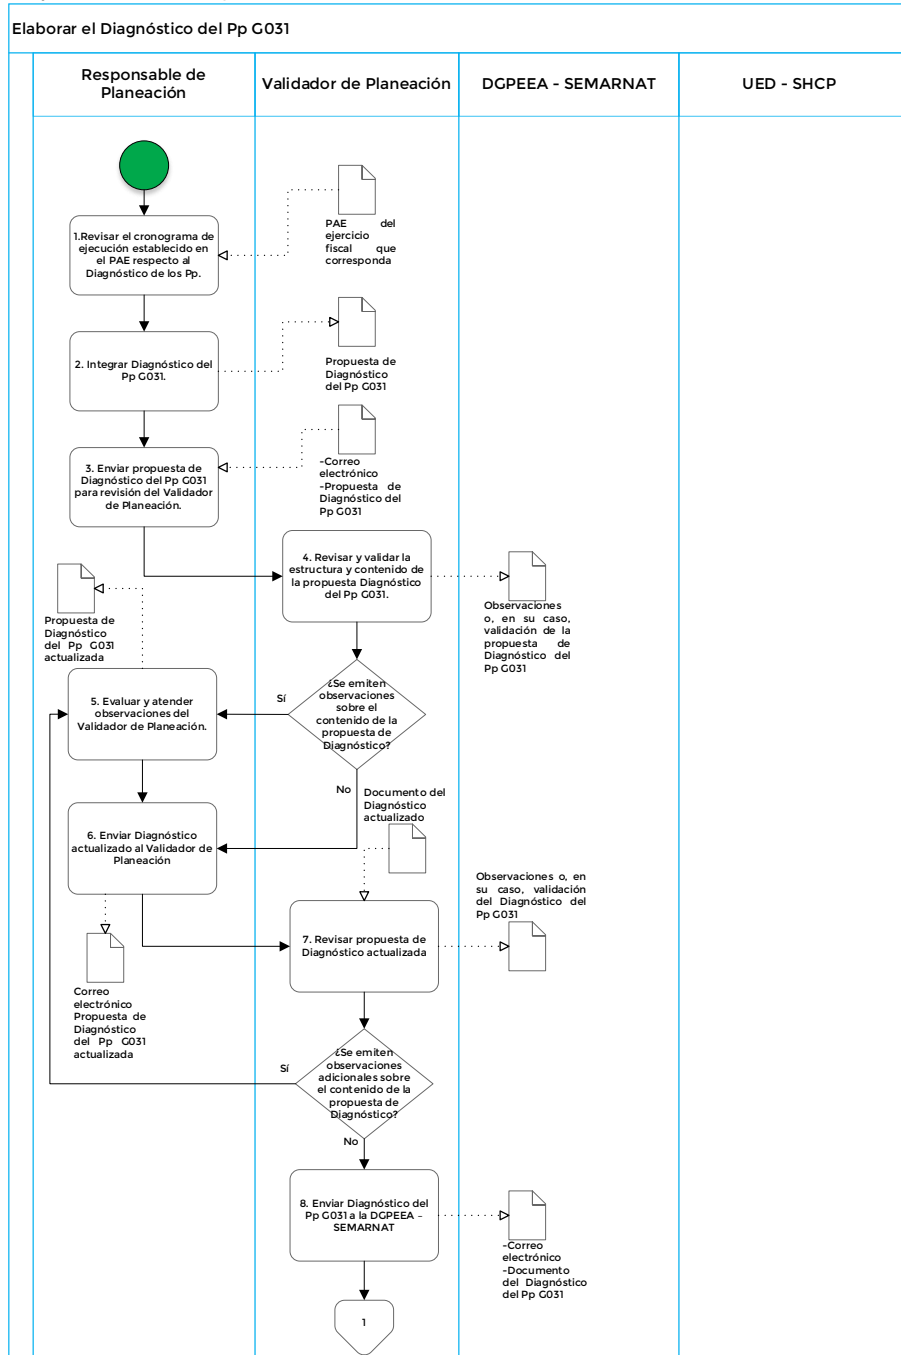 Elaborar el Diagnóstico del Pp G031
Responsable de
Planeación
Validador de Planeación
DGPEEA - SEMARNAT
UED - SHCP
PAE del
ejercicio
fiscal que
corresponda
1.Revisar el cronograma de
ejecución establecido en
el PAE respecto al
Diagnóstico de los Pp.
2. Integrar Diagnóstico del
Pp G031.
Propuesta de
Diagnóstico
del Pp G031
3. Enviar propuesta de
Diagnóstico del Pp G031
para revisión del Validador
de Planeación.
-Correo
electrónico
-Propuesta de
Diagnóstico del
Pp G031
4. Revisar y validar la
estructura y contenido de
la propuesta Diagnóstico
del Pp G031.
Observaciones
o, en su caso,
validación de la
propuesta de
Diagnóstico del
Pp G031
Propuesta de
Diagnóstico
del Pp G031
actualizada
¿Se emiten
observaciones
sobre el
contenido de la
propuesta de
Diagnóstico?
Sí
5. Evaluar y atender
observaciones del
Validador de Planeación.
No
Documento del
Diagnóstico
actualizado
6. Enviar Diagnóstico
actualizado al Validador de
Planeación
Observaciones o, en
su caso, validación
del Diagnóstico del
Pp G031
7. Revisar propuesta de
Diagnóstico actualizada
Correo
electrónico
Propuesta de
Diagnóstico
del Pp G031
actualizada
¿Se emiten
observaciones
adicionales sobre
el contenido de la
propuesta de
Diagnóstico?
Sí
No
8. Enviar Diagnóstico del
Pp G031 a la DGPEEA –
SEMARNAT
-Correo
electrónico
-Documento
del Diagnóstico
del Pp G031
1